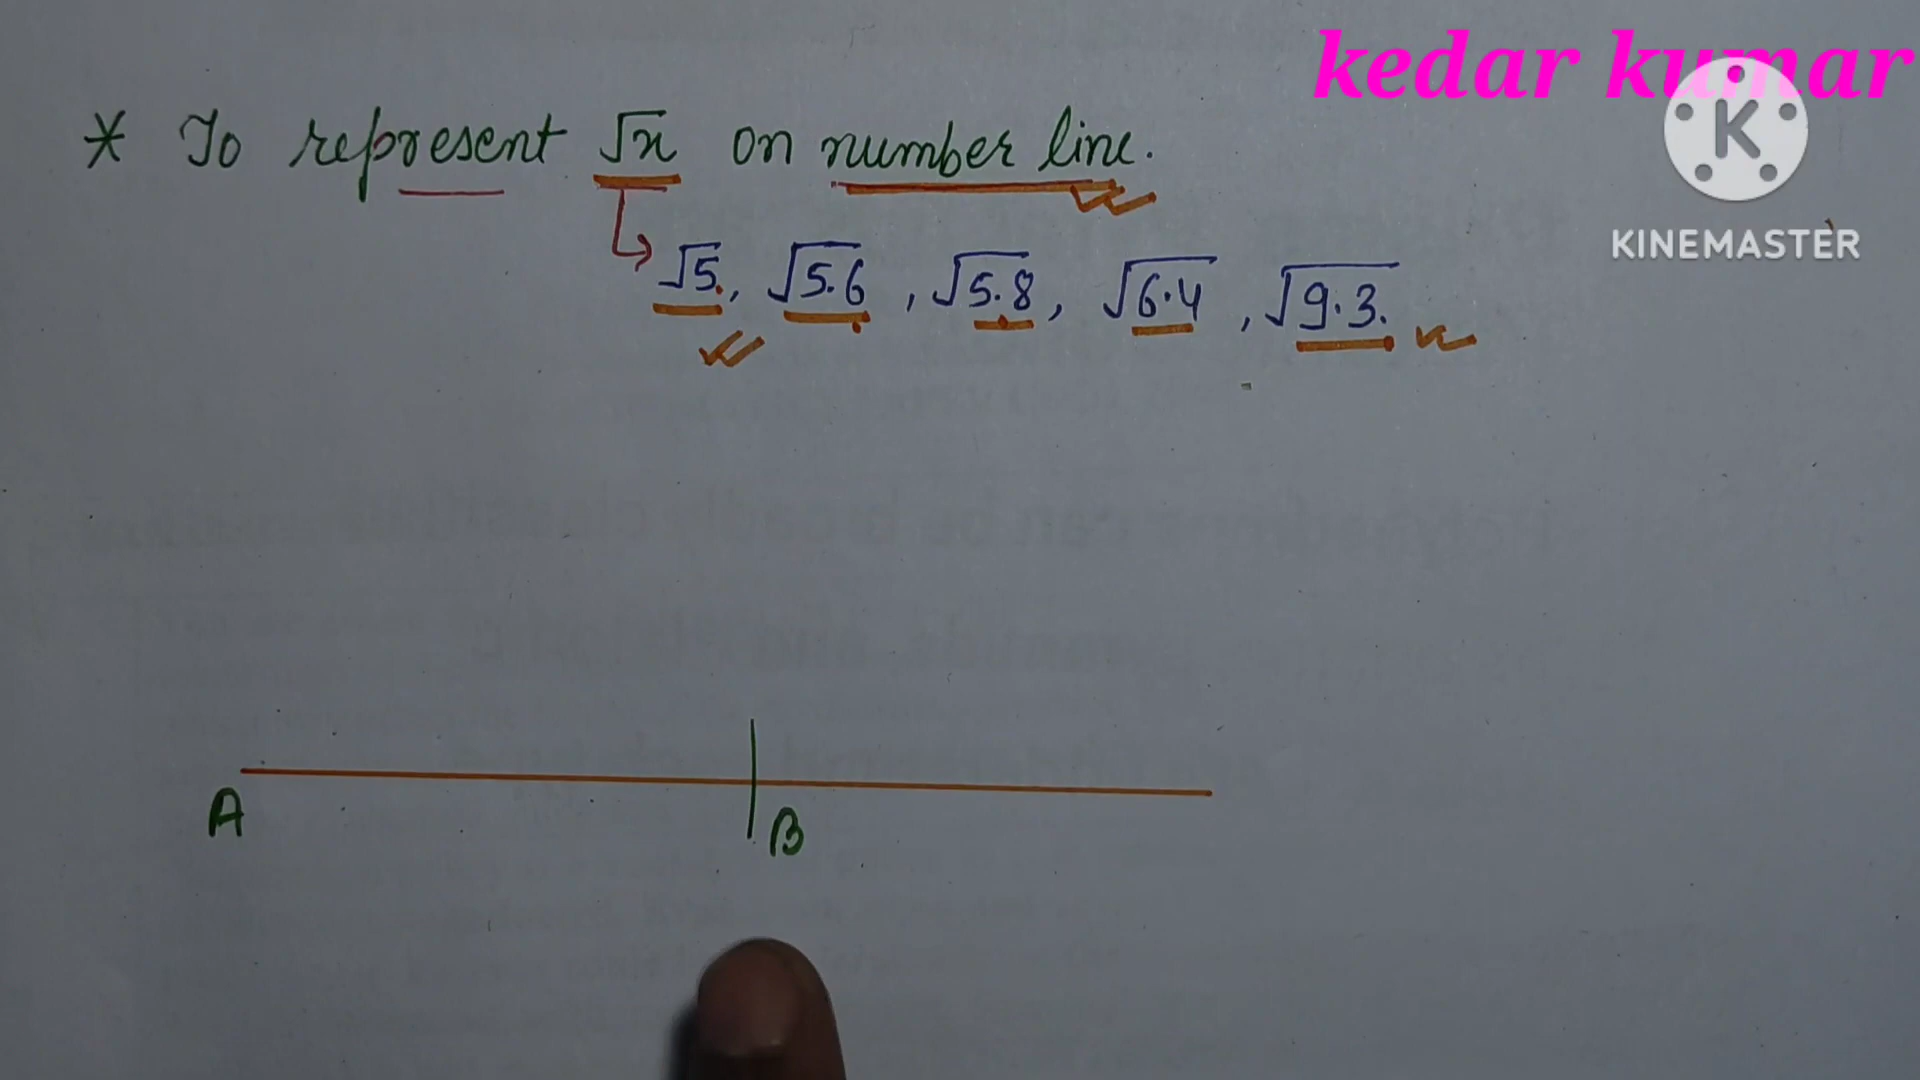 kedar kumar
K
KINEMASTER
* To represent √x on number line.
√5., √5.6, √5.8, √6.4, √9.3.
A B